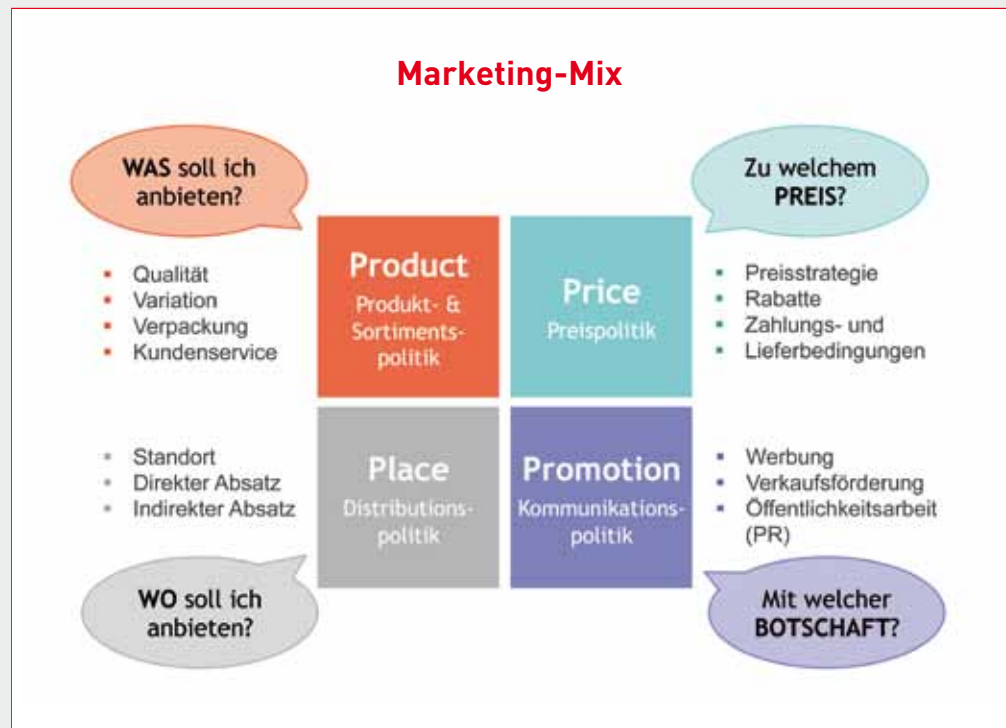 Marketing-Mix
WAS soll ich
anbieten?
Qualität
Variation
Verpackung
Kundenservice
Product
Produkt- &
Sortiments-
politik
Price
Preispolitik
Zu welchem
PREIS?
Preisstrategie
Rabatte
Zahlungs- und
Lieferbedingungen
Standort
Direkter Absatz
Indirekter Absatz
WO soll ich
anbieten?
Place
Distributions-
politik
Promotion
Kommunikations-
politik
Werbung
Verkaufsförderung
Öffentlichkeitsarbeit
(PR)
Mit welcher
BOTSCHAFT?